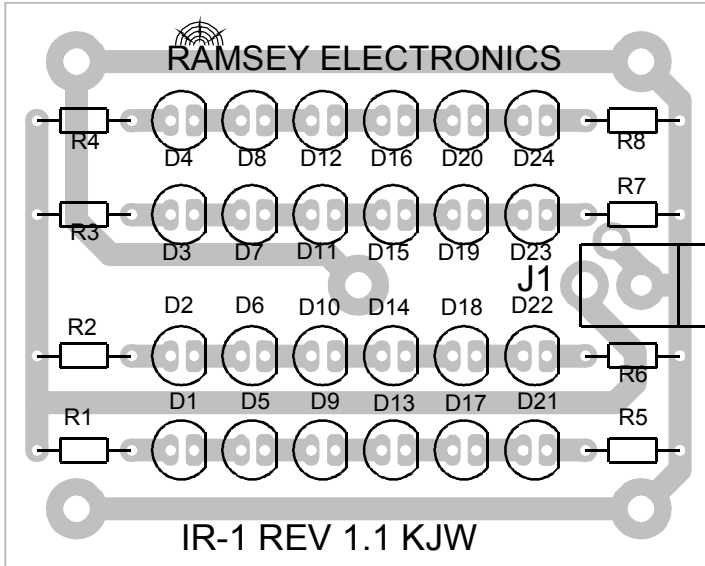 RAMSEY ELECTRONICS
R4 D4 D8 D12 D16 D20 D24 R8
R7
R3 D3 D7 D11 D15 D19 D23
J1
D2 D6 D10 D14 D18 D22
R2
R6
D1 D5 D9 D13 D17 D21
R1 R5
IR-1 REV 1.1 KJW